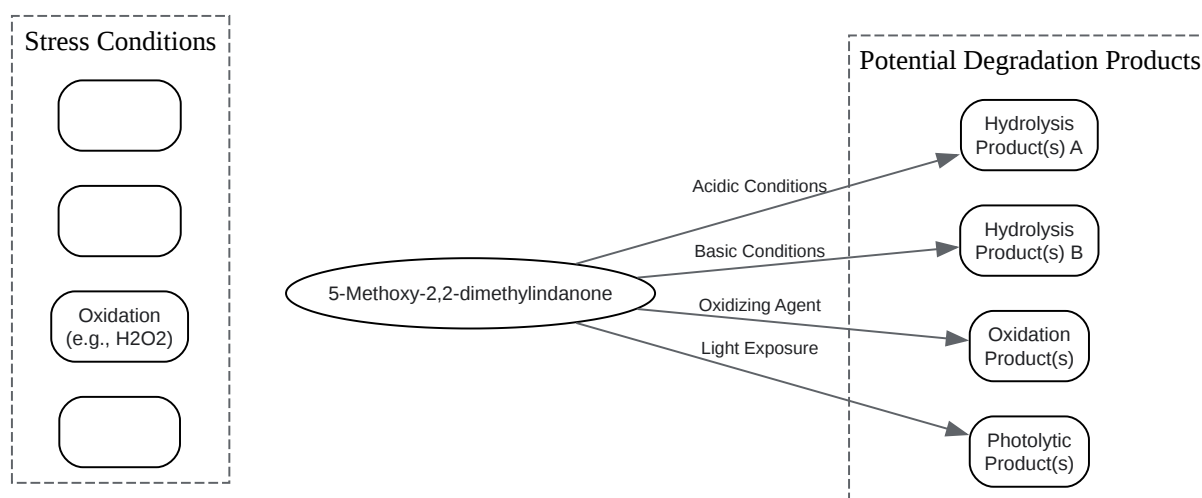 Stress Conditions
Oxidation
(e.g., H2O2)
5-Methoxy-2,2-dimethylindanone
Acidic Conditions
Basic Conditions
Oxidizing Agent
Light Exposure
Potential Degradation Products
Hydrolysis
Product(s) A
Hydrolysis
Product(s) B
Oxidation
Product(s)
Photolytic
Product(s)